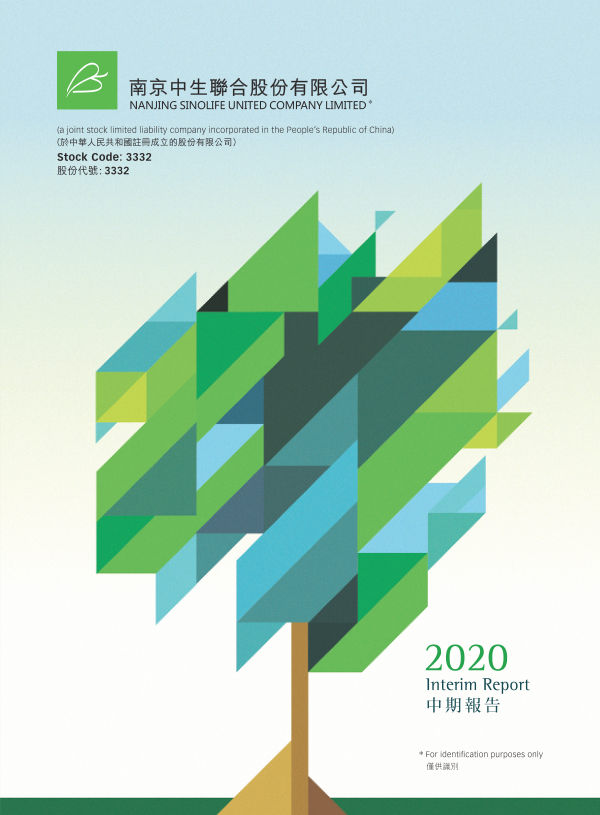 南京中生聯合股份有限公司
NANJING SINOLIFE UNITED COMPANY LIMITED*
(a joint stock limited liability company incorporated in the People's Republic of China)
(於中華人民共和國註冊成立的股份有限公司)
Stock Code: 3332
股份代號: 3332
2020
Interim Report
中期報告
* For identification purposes only
僅供識別